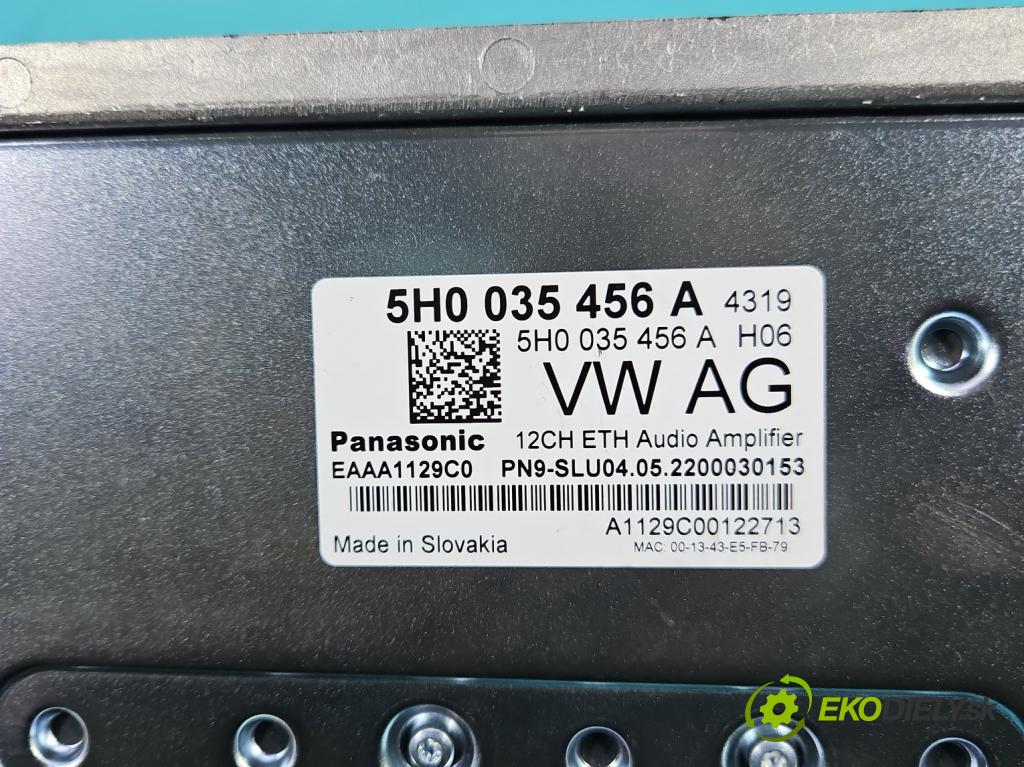 5H0 035 456 A 4319
5H0 035 456 A H06
VW AG
Panasonic 12CH ETH Audio Amplifier
EAAA1129C0 PN9-SLU04.05.2200030153
A1129C00122713
Made in Slovakia MAC: 00-13-43-E5-FB-79
EKODIELY.SK